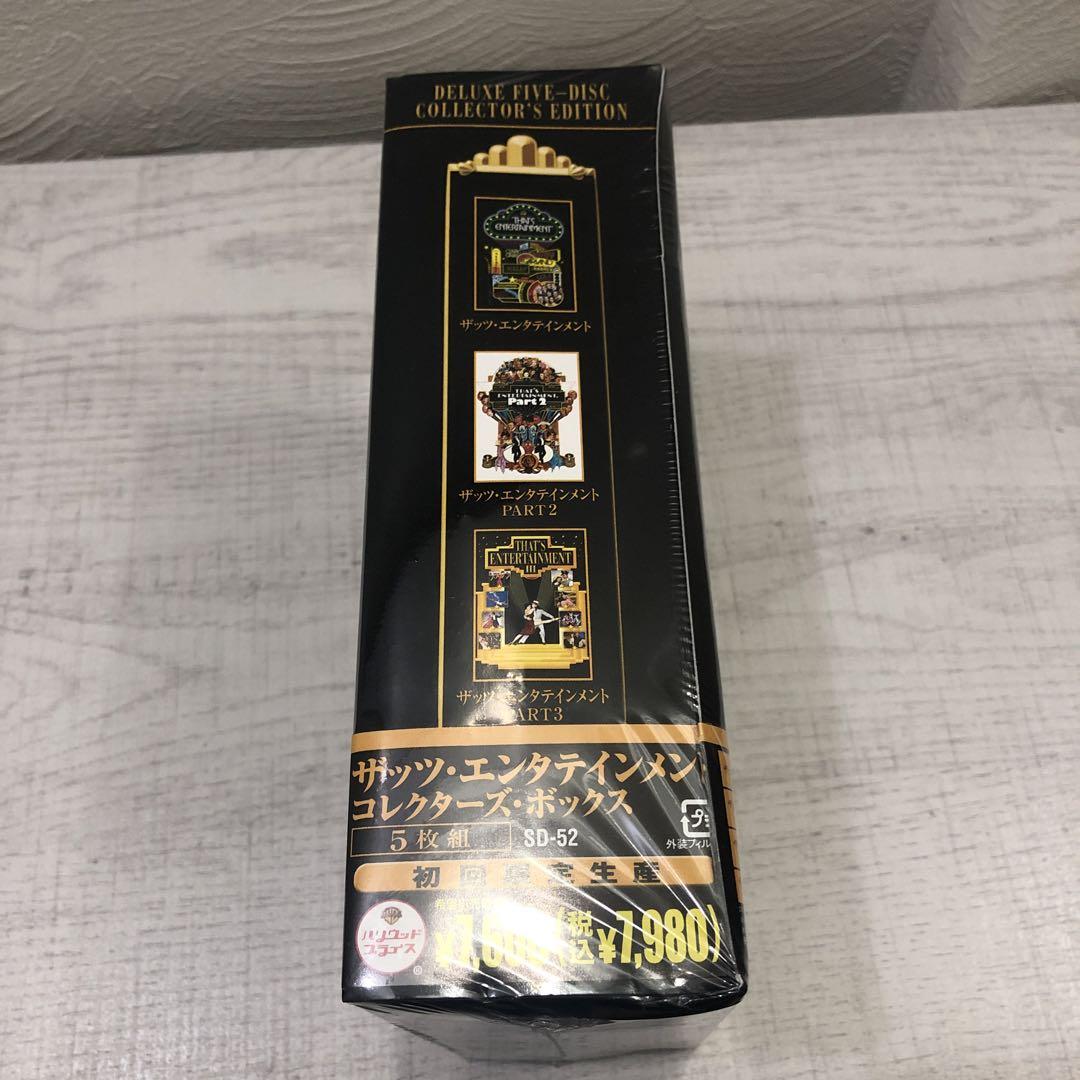 DELUXE FIVE-DISC
COLLECTOR'S EDITION
THAT'S
ENTERTAINMENT
ザッツ・エンタテインメント
THAT'S
ENTERTAINMENT,
Part 2
ザッツ・エンタテインメント
PART2
THAT'S
ENTERTAINMENT
III
ザッツ・エンタテインメント
PART3
ザッツ・エンタテインメン
コレクターズ・ボックス
5枚組 SD-52
プラ
外装フィル
初回限定生産
ハリウッド
プライス
®
(税込¥7,980)